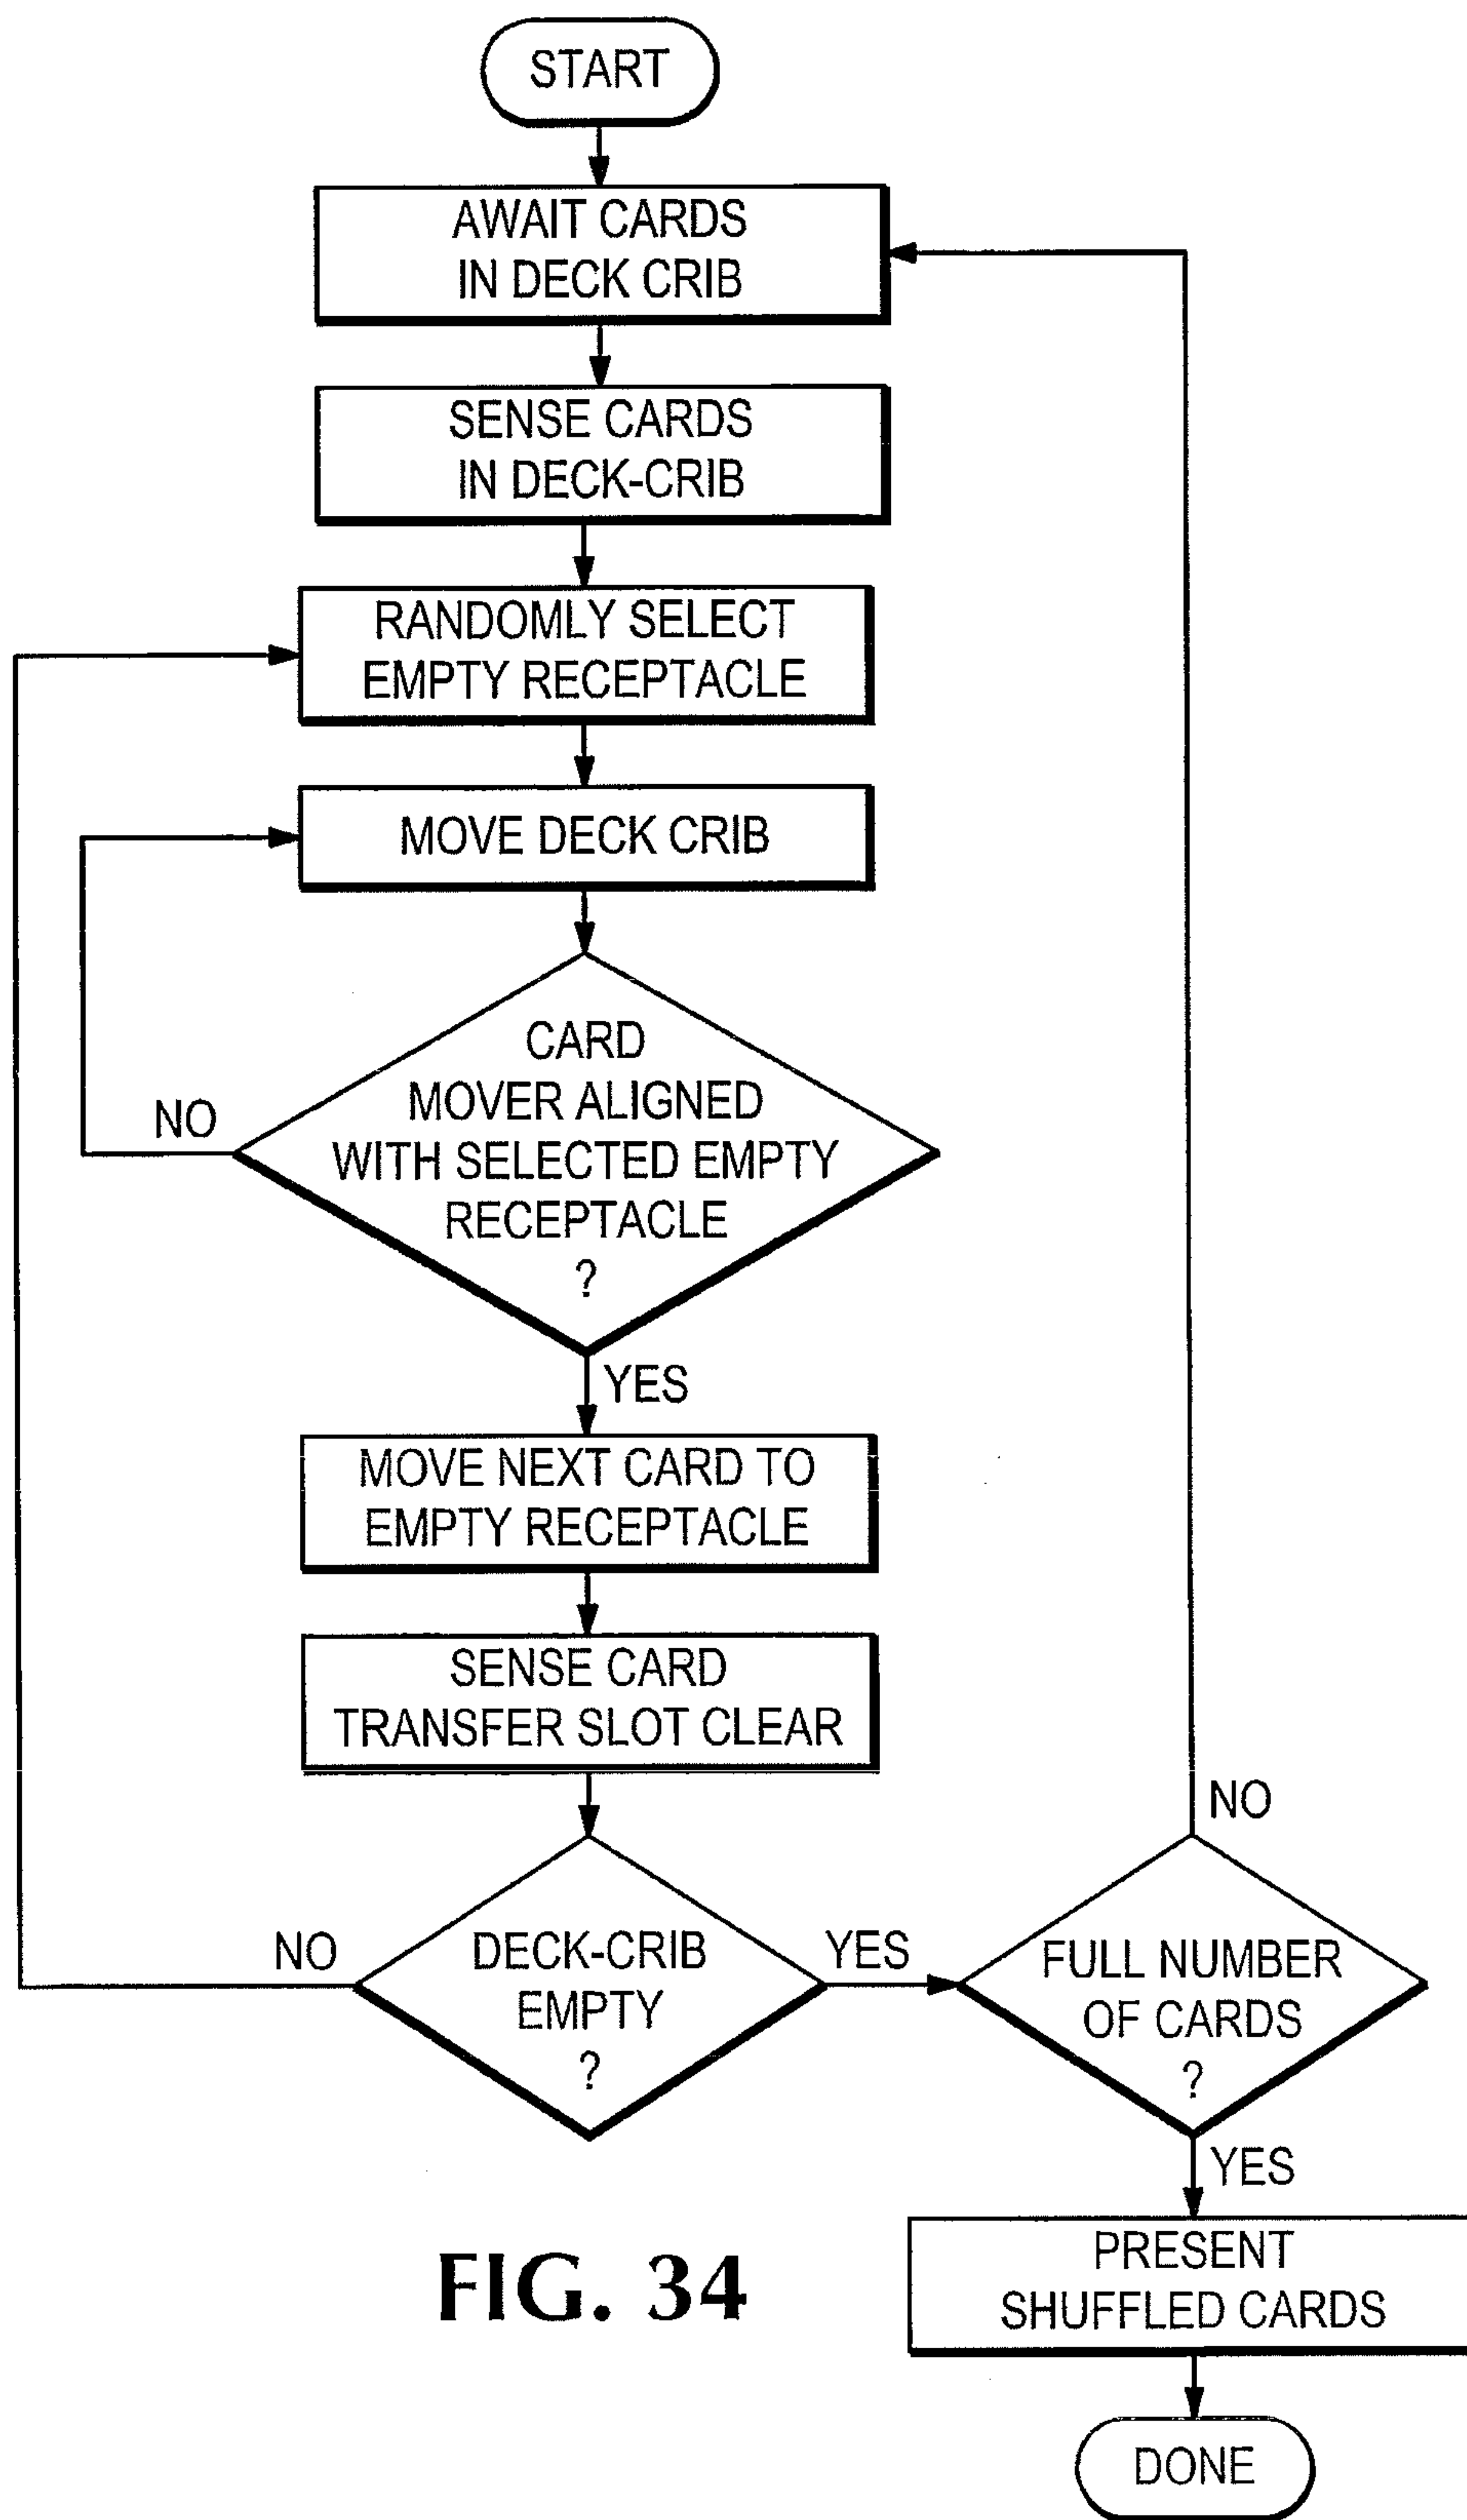 START
AWAIT CARDS
IN DECK CRIB
SENSE CARDS
IN DECK-CRIB
RANDOMLY SELECT
EMPTY RECEPTACLE
MOVE DECK CRIB
CARD
MOVER ALIGNED
WITH SELECTED EMPTY
RECEPTACLE
?
NO
YES
MOVE NEXT CARD TO
EMPTY RECEPTACLE
SENSE CARD
TRANSFER SLOT CLEAR
DECK-CRIB
EMPTY
?
NO
YES
FULL NUMBER
OF CARDS
?
NO
YES
PRESENT
SHUFFLED CARDS
DONE
FIG. 34